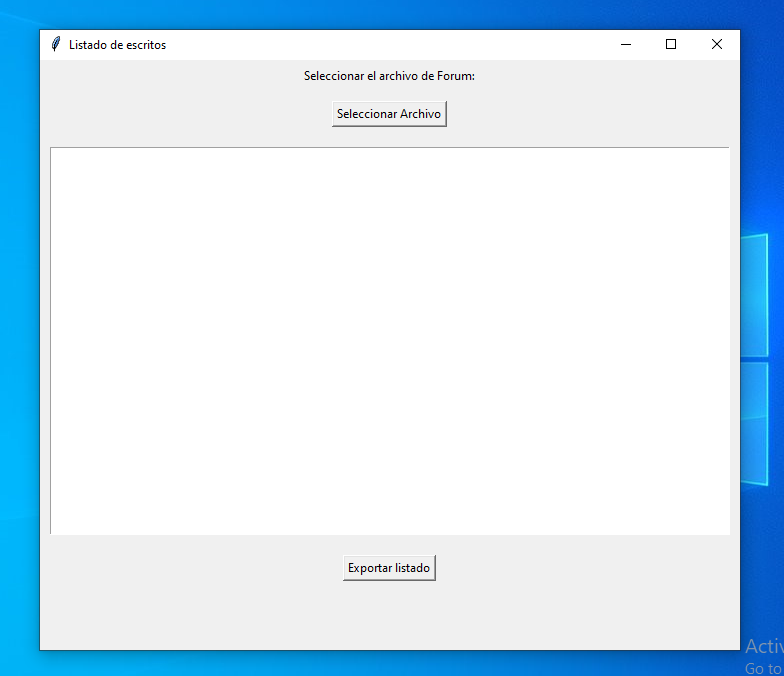 Listado de escritos
Seleccionar el archivo de Forum:
Seleccionar Archivo
Exportar listado
Activ
Go to